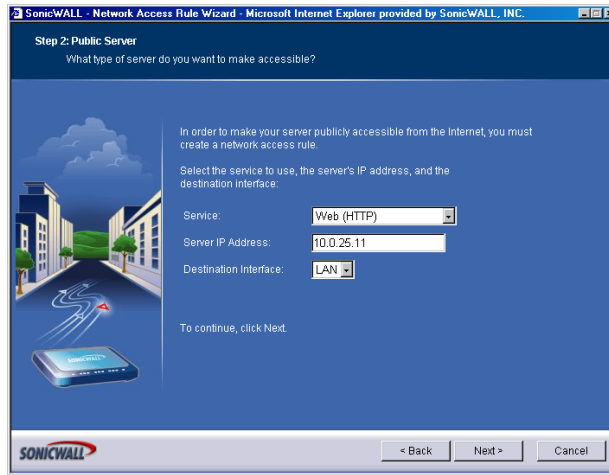 SonicWALL - Network Access Rule Wizard - Microsoft Internet Explorer provided by SonicWALL, INC.
Step 2: Public Server
What type of server do you want to make accessible?
In order to make your server publicly accessible from the Internet, you must
create a network access rule.
Select the service to use, the server's IP address, and the
destination interface:
Service: Web (HTTP)
Server IP Address: 10.0.25.11
Destination Interface: LAN
To continue, click Next.
SONICWALL
SONICWALL
< Back Next > Cancel